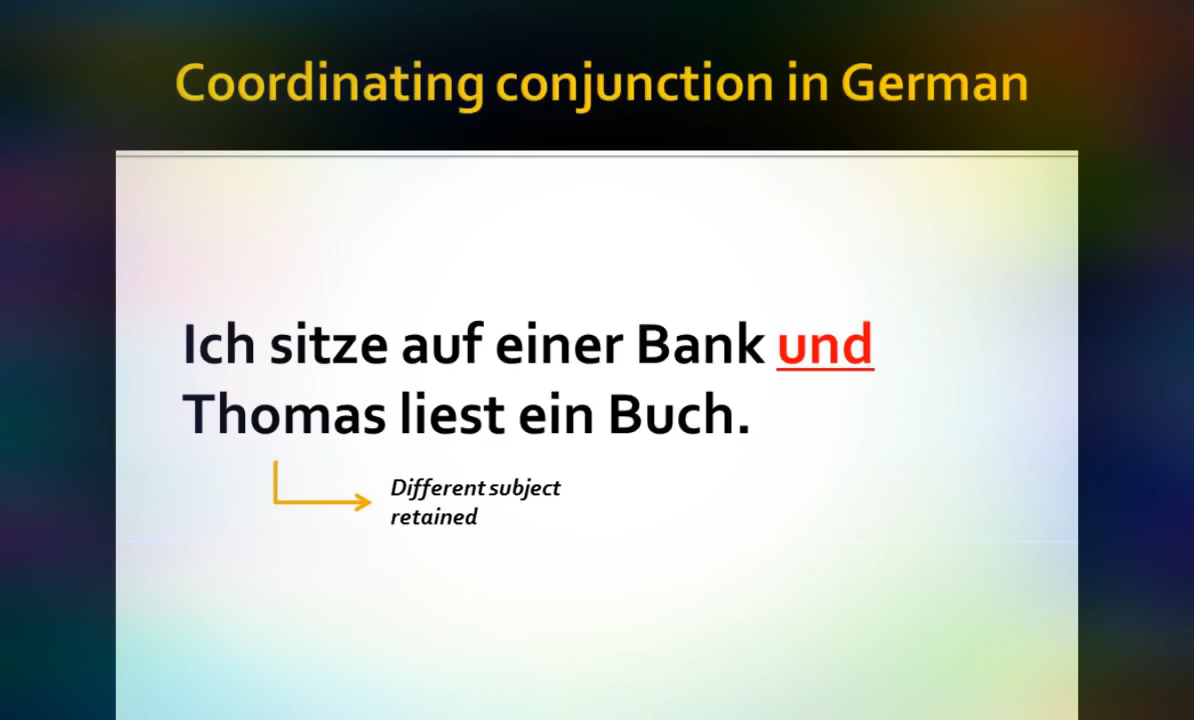 Coordinating conjunction in German
Ich sitze auf einer Bank und
Thomas liest ein Buch.
Different subject
retained